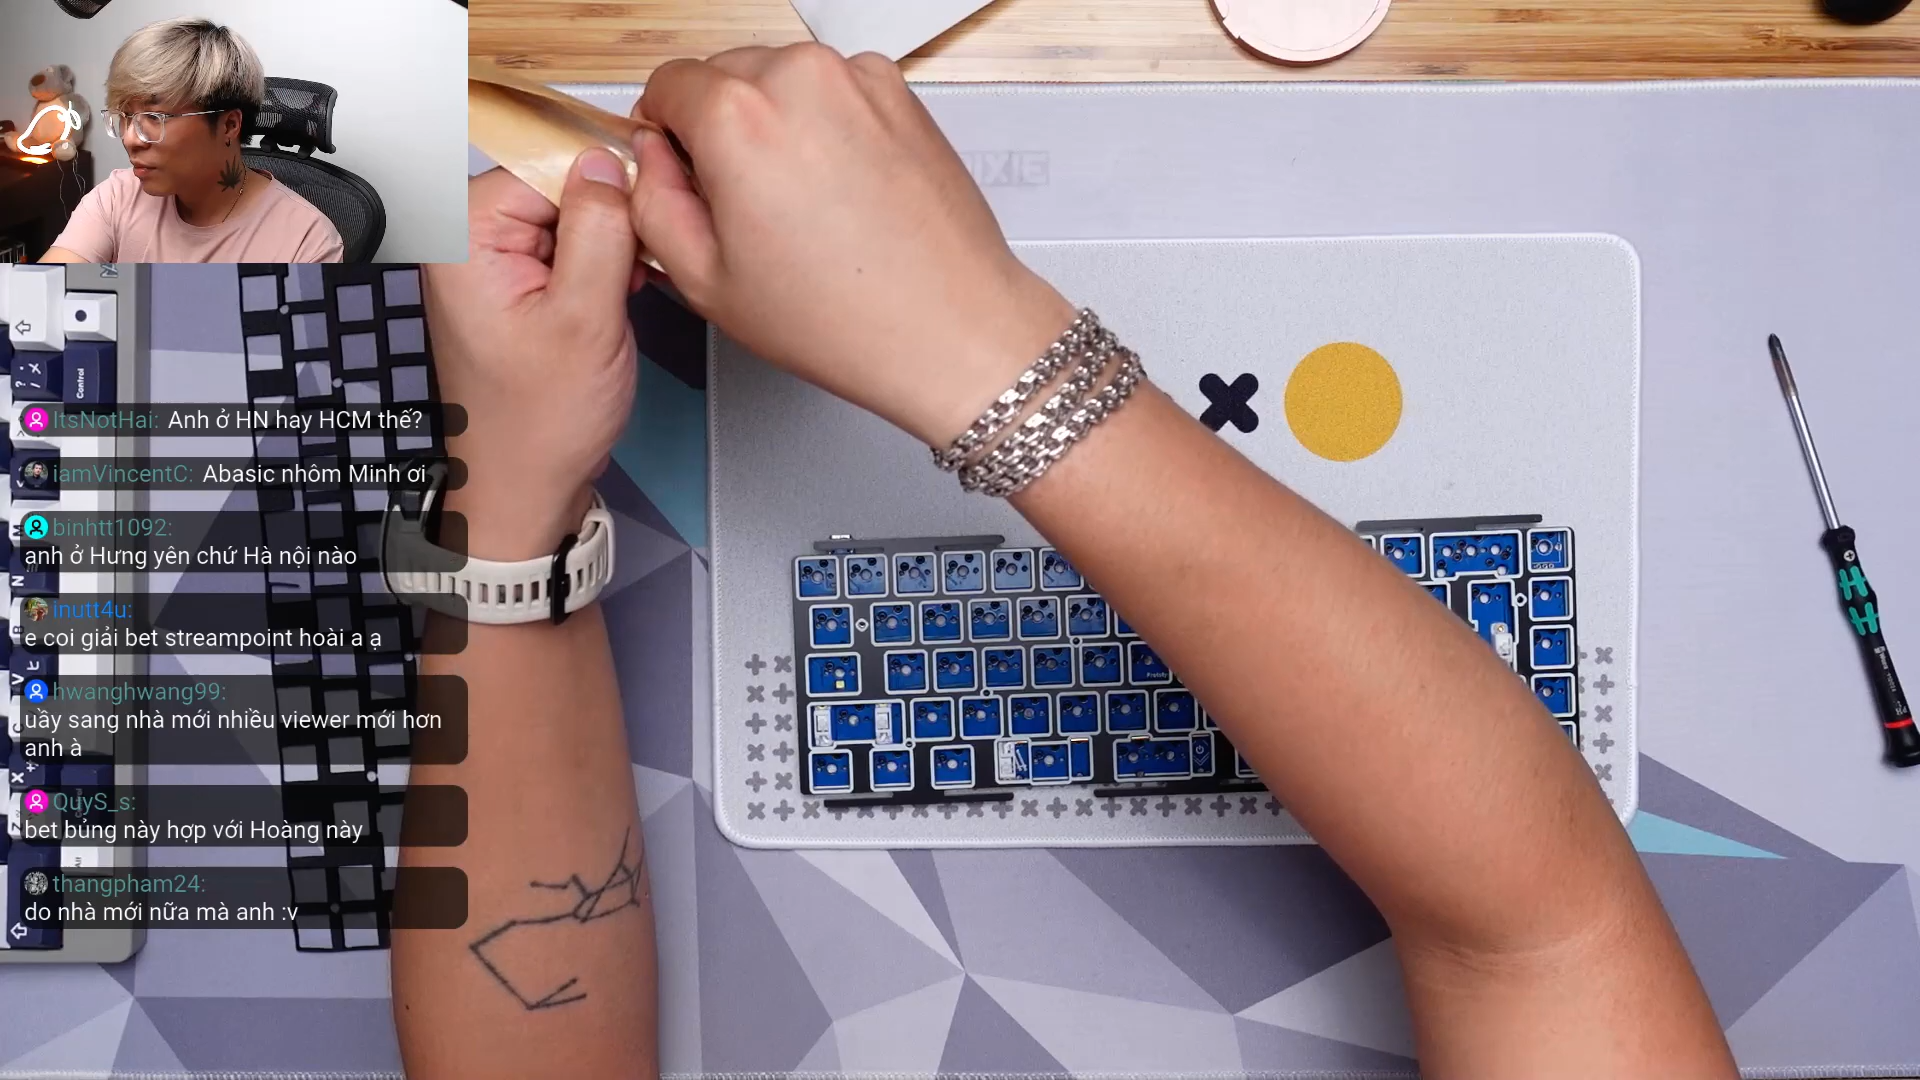 ItsNotHai: Anh ở HN hay HCM thế?
iamVincentC: Abasic nhôm Minh ơi
binhtt1092:
anh ở Hưng yên chứ Hà nội nào
inutt4u:
e coi giải bet streampoint hoài a ạ
hwanghwang99:
uầy sang nhà mới nhiều viewer mới hơn
anh à
QuyS_s:
bet bủng này hợp với Hoàng này
thangpham24:
do nhà mới nữa mà anh :v
Control